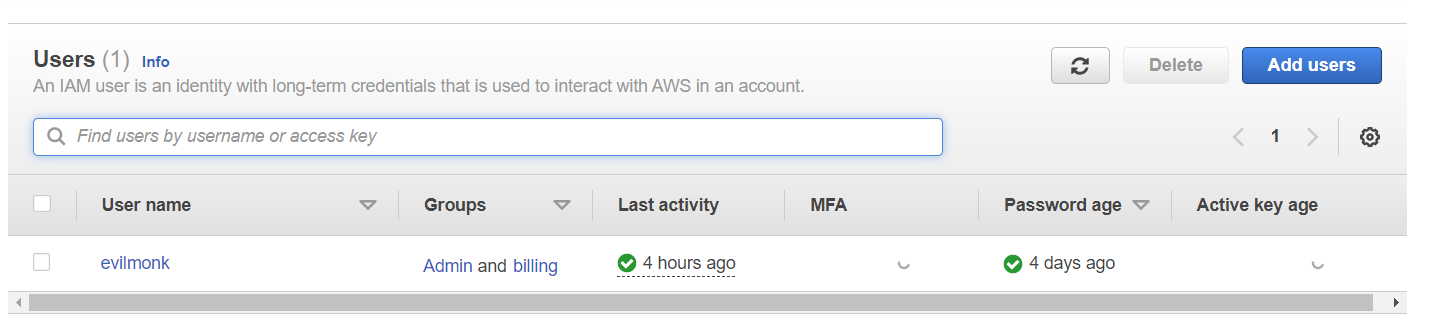 Users (1) Info
An IAM user is an identity with long-term credentials that is used to interact with AWS in an account.
Delete
Add users
Find users by username or access key
1
User name Groups Last activity MFA Password age Active key age
evilmonk Admin and billing 4 hours ago 4 days ago